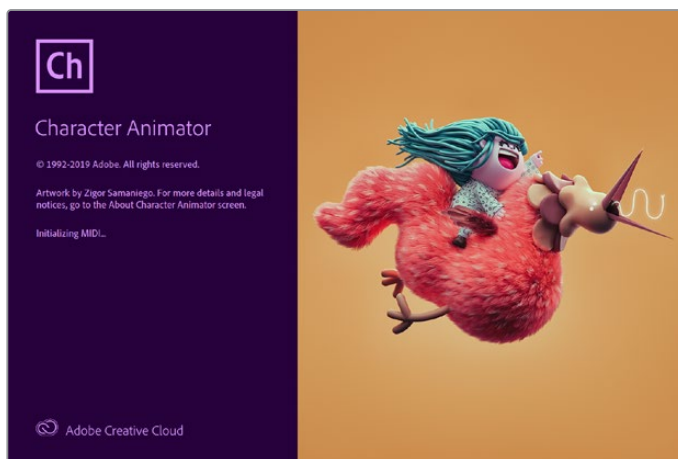 Ch
Character Animator
© 1992-2019 Adobe. All rights reserved.
Artwork by Zigor Samaniego. For more details and legal
notices, go to the About Character Animator screen.
Initializing MIDI...
Adobe Creative Cloud